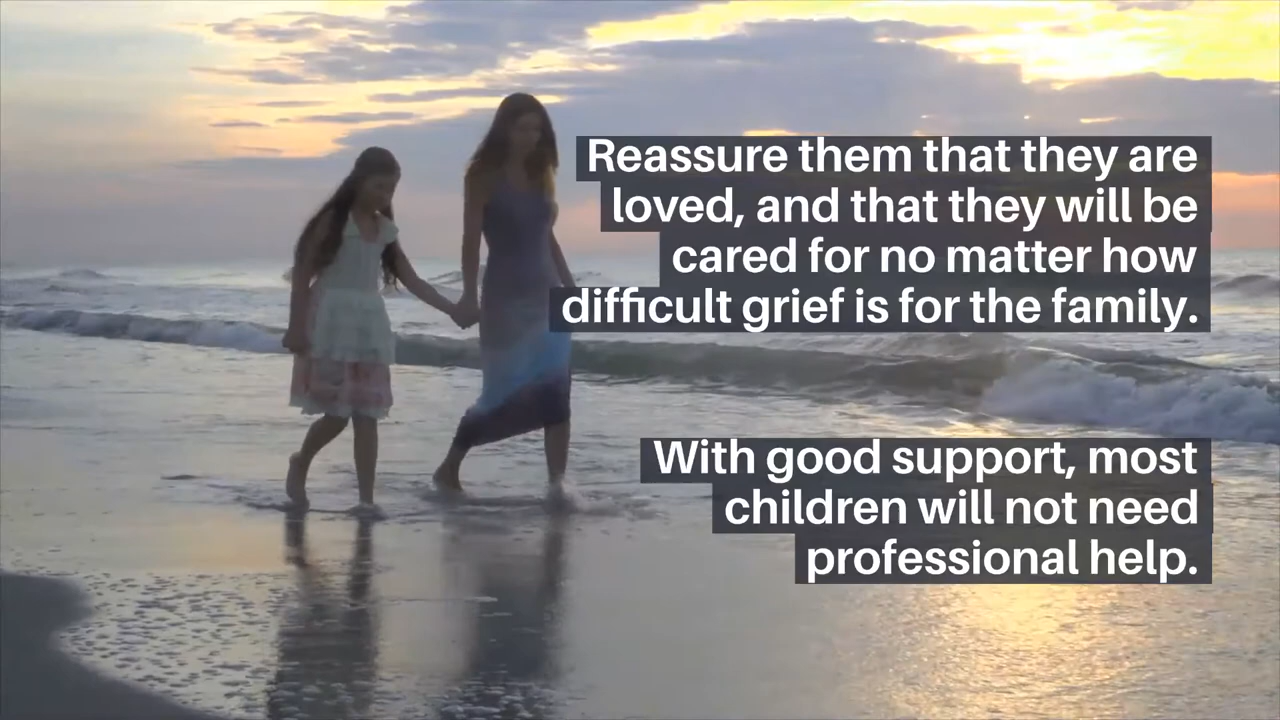 Reassure them that they are
loved, and that they will be
cared for no matter how
difficult grief is for the family.
With good support, most
children will not need
professional help.